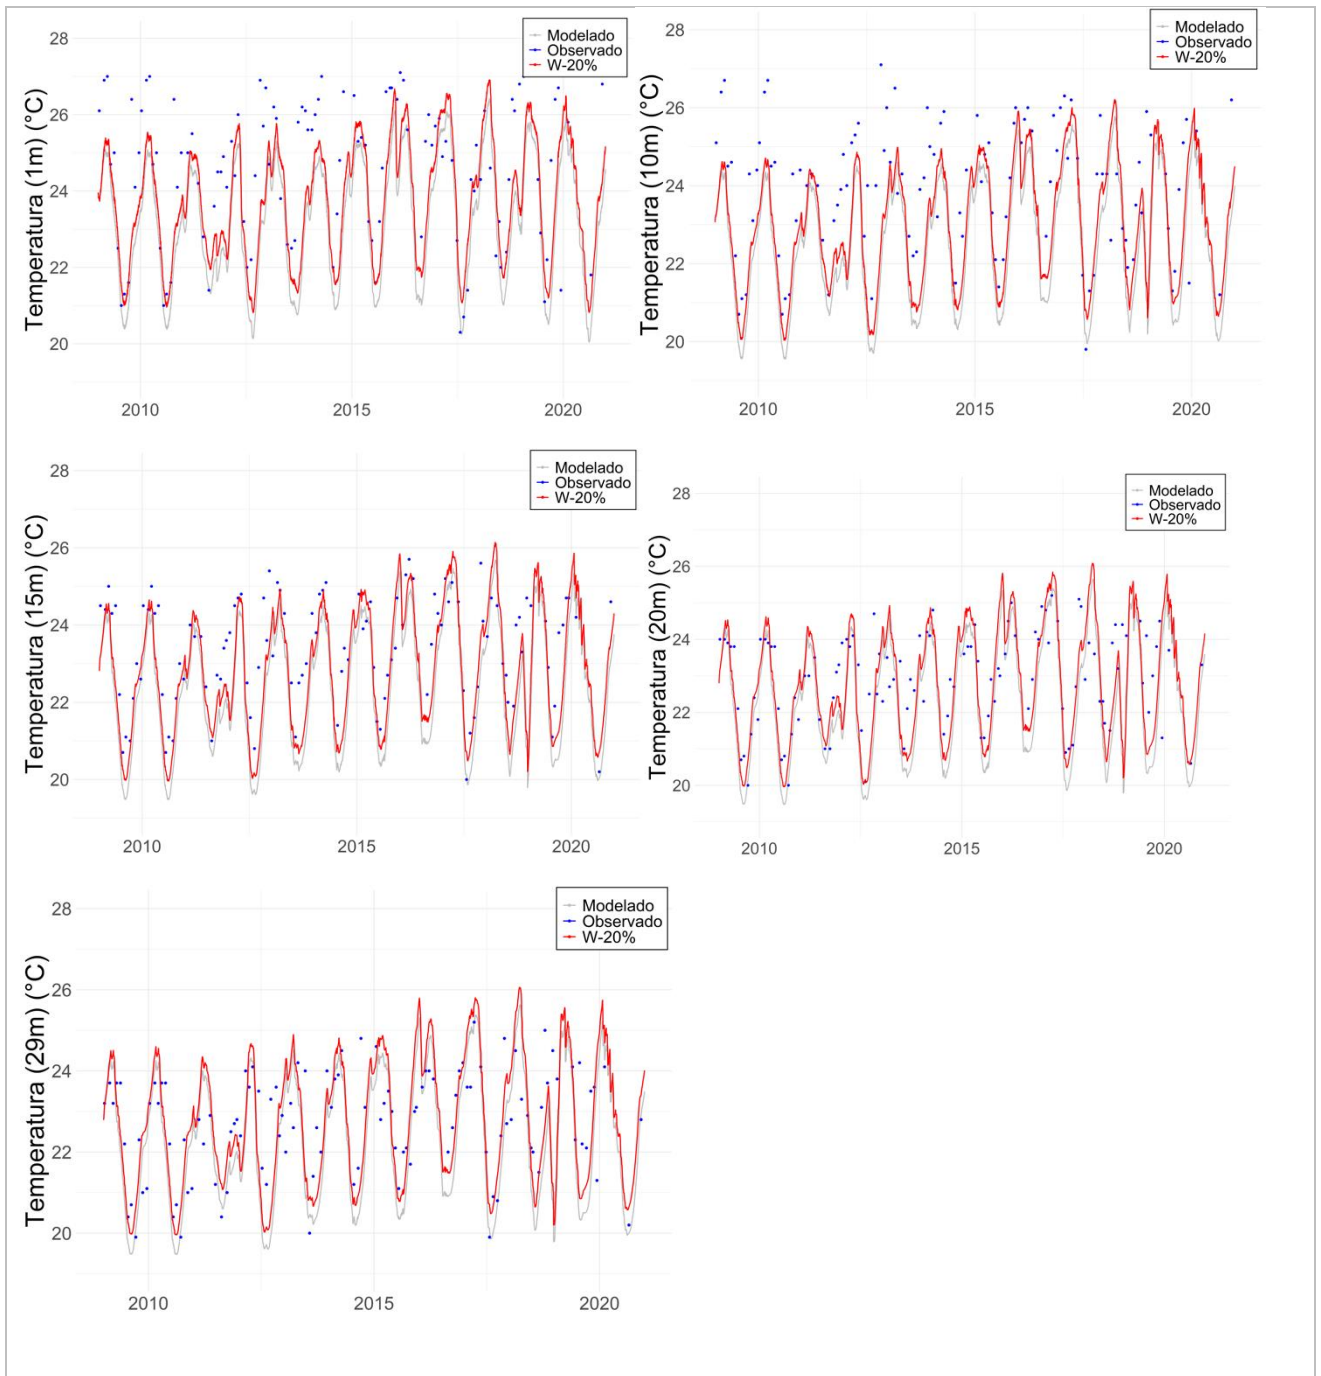 Temperatura (1m) (°C)
28
26
24
22
20
2010
2015
2020
Modelado
Observado
W-20%
Temperatura (10m) (°C)
28
26
24
22
20
2010
2015
2020
Modelado
Observado
W-20%
Temperatura (15m) (°C)
28
26
24
22
20
2010
2015
2020
Modelado
Observado
W-20%
Temperatura (20m) (°C)
28
26
24
22
20
2010
2015
2020
Modelado
Observado
W-20%
Temperatura (29m) (°C)
28
26
24
22
20
2010
2015
2020
Modelado
Observado
W-20%